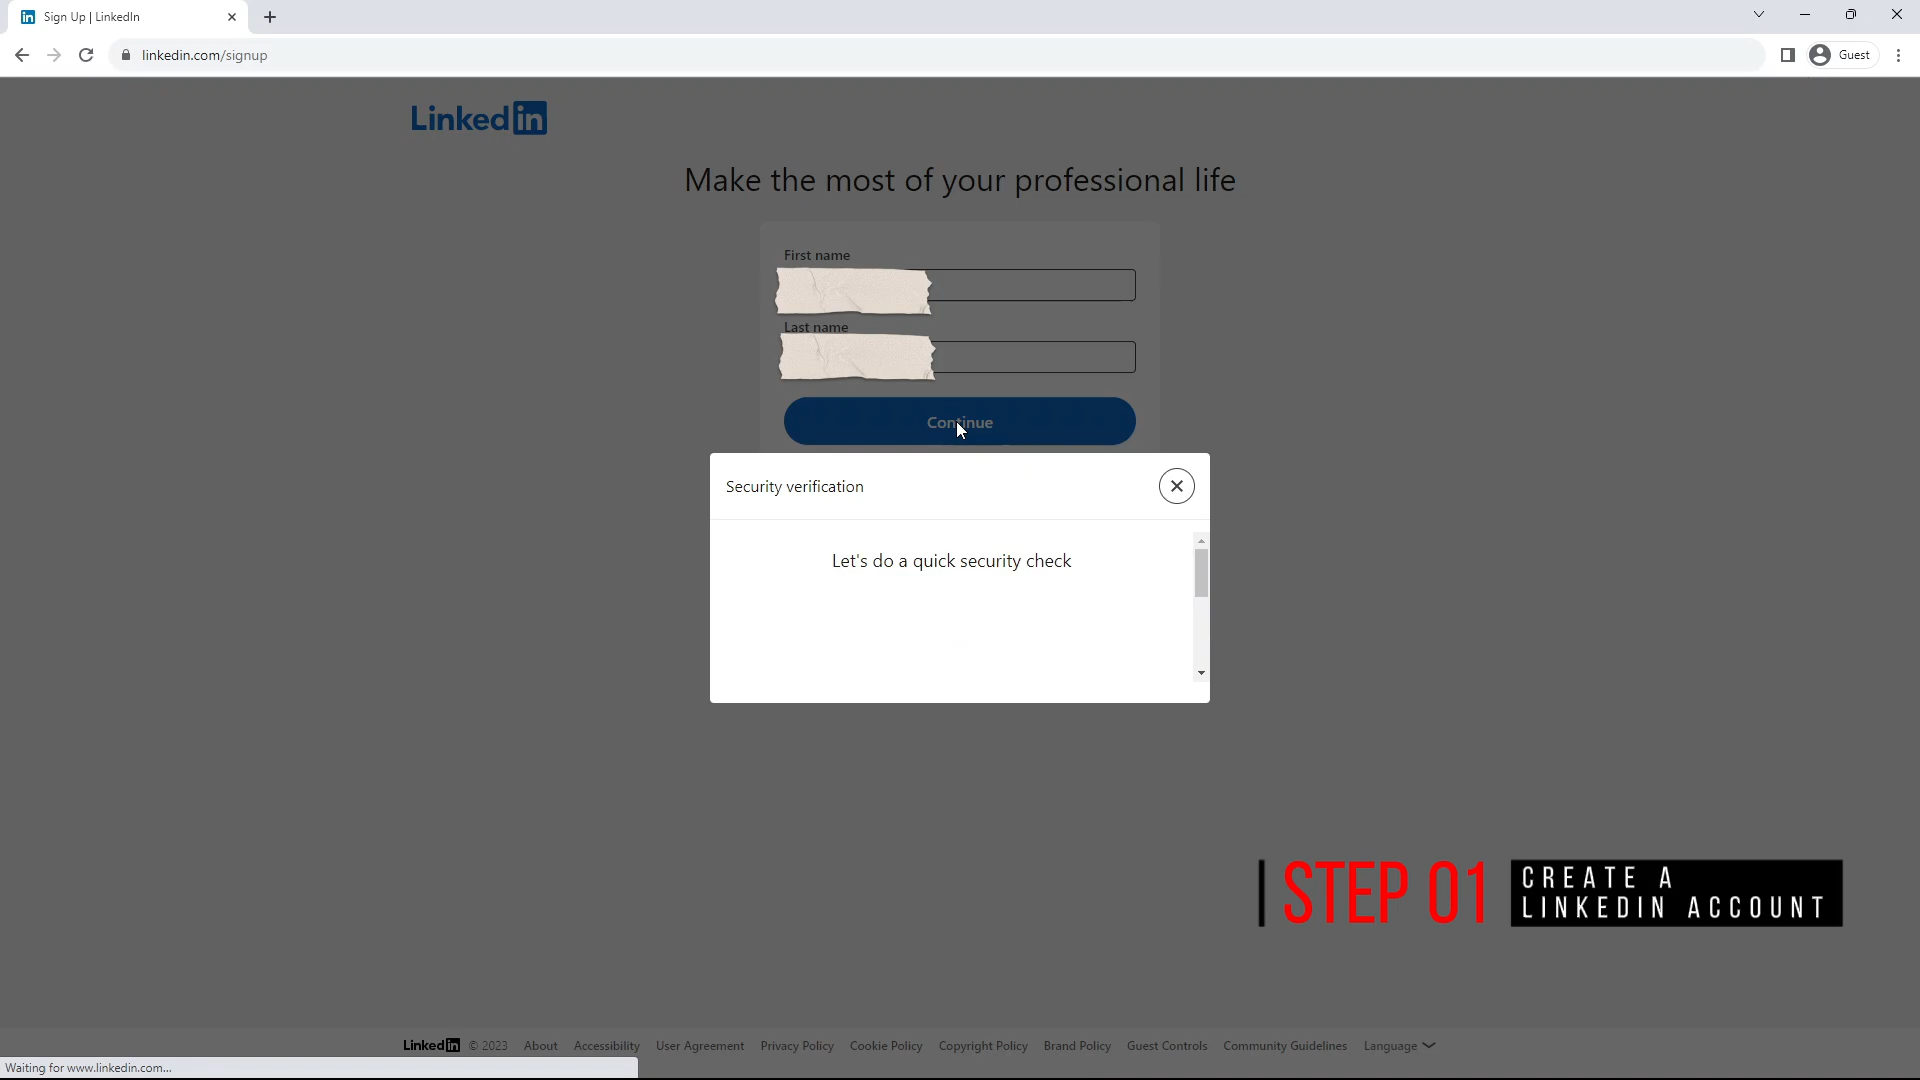 Sign Up | LinkedIn
linkedin.com/signup
Guest
Linkedin
Make the most of your professional life
First name
Last name
Continue
Security verification
Let's do a quick security check
STEP 01
CREATE A
LINKEDIN ACCOUNT
Linkedin © 2023 About Accessibility User Agreement Privacy Policy Cookie Policy Copyright Policy Brand Policy Guest Controls Community Guidelines Language
Waiting for www.linkedin.com...